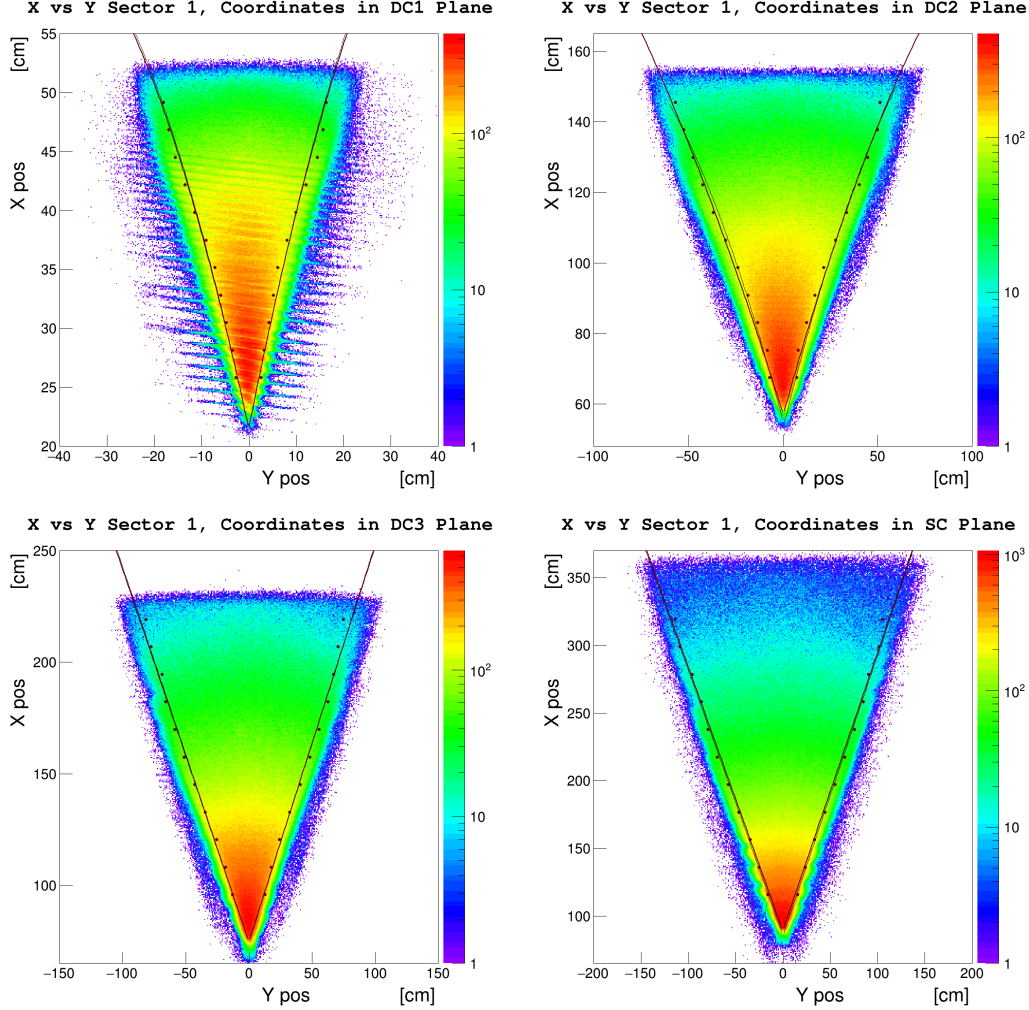 X vs Y Sector 1, Coordinates in DC1 Plane
X pos [cm]
55
50
45
40
35
30
25
20
−40 −30 −20 −10 0 10 20 30 40
Y pos [cm]
10²
10
1
X vs Y Sector 1, Coordinates in DC2 Plane
X pos [cm]
160
140
120
100
80
60
−100 −50 0 50 100
Y pos [cm]
10²
10
1
X vs Y Sector 1, Coordinates in DC3 Plane
X pos [cm]
250
200
150
100
−150 −100 −50 0 50 100 150
Y pos [cm]
10²
10
1
X vs Y Sector 1, Coordinates in SC Plane
X pos [cm]
350
300
250
200
150
100
−200 −150 −100 −50 0 50 100 150 200
Y pos [cm]
10³
10²
10
1